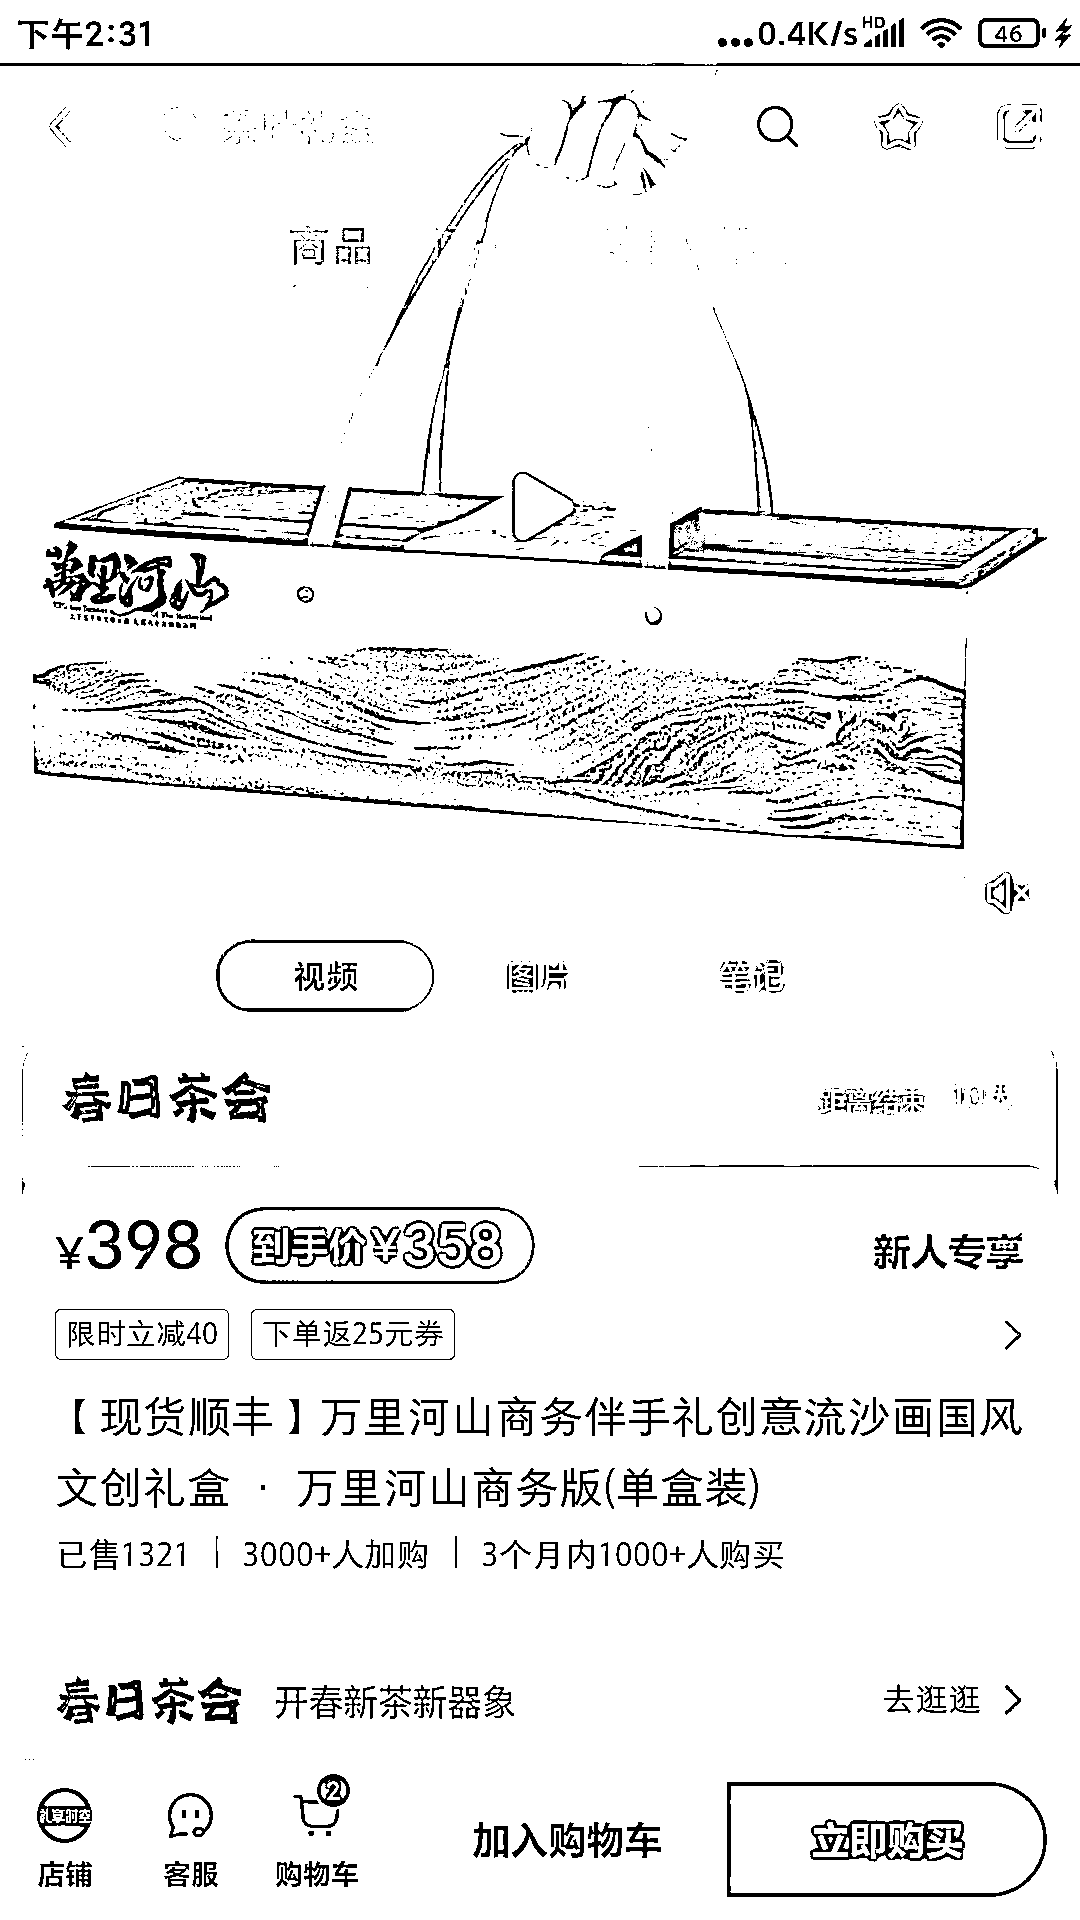 下午2:31
0.4K/s HD 46
商品
萬里河山
视频 图片 笔记
春日茶会
距离结束
¥398 到手价¥358 新人专享
限时立减40 下单返25元券
【现货顺丰】万里河山商务伴手礼创意流沙画国风
文创礼盒 · 万里河山商务版(单盒装)
已售1321 | 3000+人加购 | 3个月内1000+人购买
春日茶会 开春新茶新器象 去逛逛
2
店铺 客服 购物车 加入购物车 立即购买